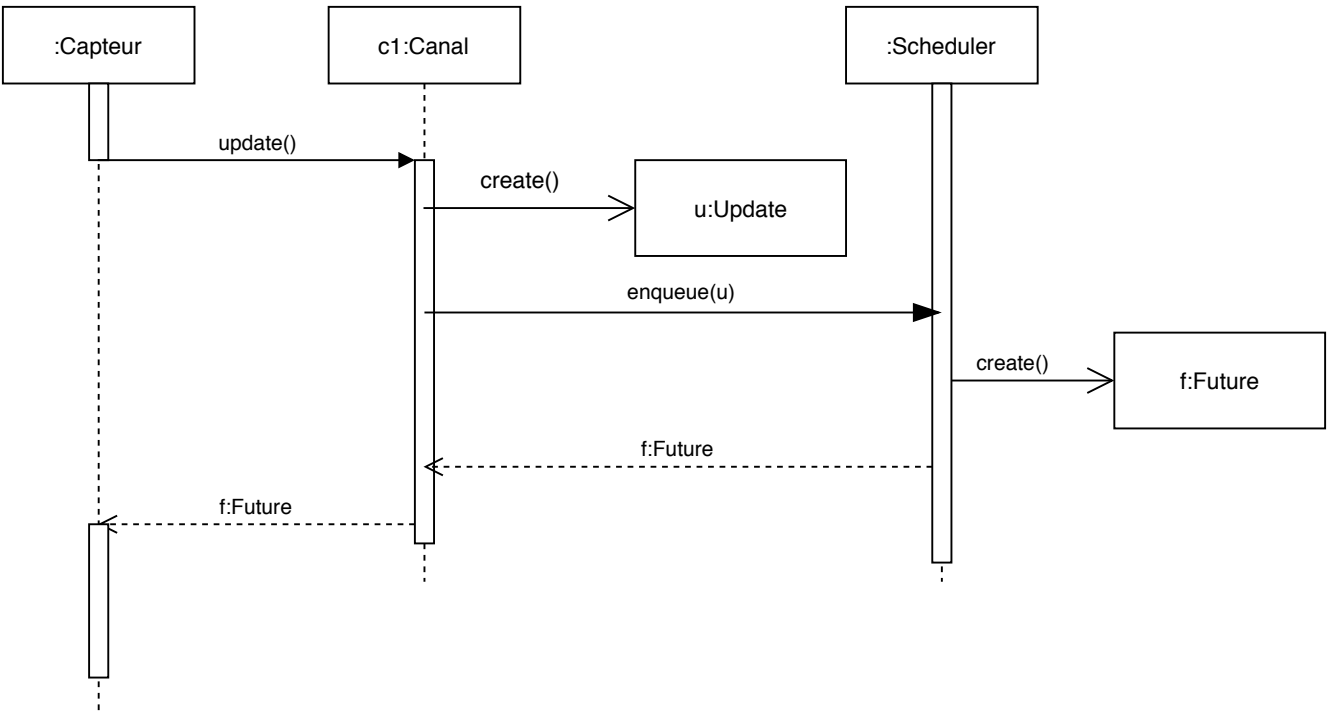 :Capteur
c1:Canal
:Scheduler
update()
create()
u:Update
enqueue(u)
create()
f:Future
f:Future
f:Future